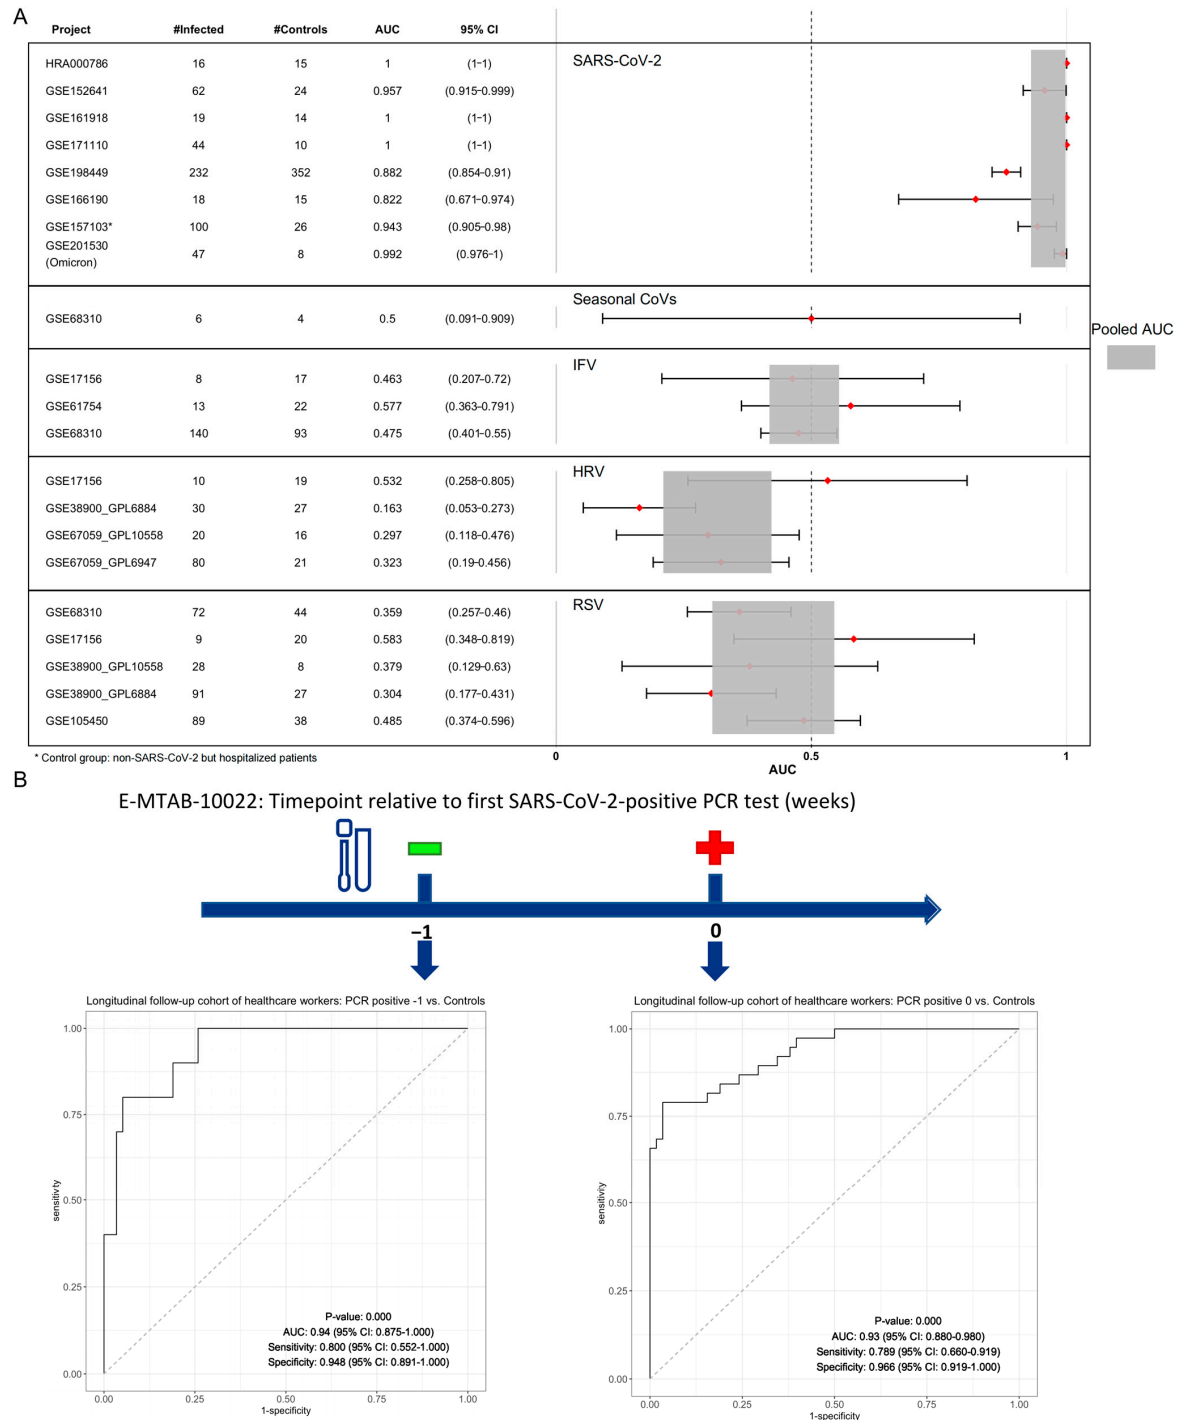 A
Project #Infected #Controls AUC 95% CI
SARS-CoV-2
HRA000786 16 15 1 (1-1)
GSE152641 62 24 0.957 (0.915-0.999)
GSE161918 19 14 1 (1-1)
GSE171110 44 10 1 (1-1)
GSE198449 232 352 0.882 (0.854-0.91)
GSE166190 18 15 0.822 (0.671-0.974)
GSE157103* 100 26 0.943 (0.905-0.98)
GSE201530
(Omicron) 47 8 0.992 (0.976-1)
Seasonal CoVs
GSE68310 6 4 0.5 (0.091-0.909)
Pooled AUC
IFV
GSE17156 8 17 0.463 (0.207-0.72)
GSE61754 13 22 0.577 (0.363-0.791)
GSE68310 140 93 0.475 (0.401-0.55)
HRV
GSE17156 10 19 0.532 (0.258-0.805)
GSE38900_GPL6884 30 27 0.163 (0.053-0.273)
GSE67059_GPL10558 20 16 0.297 (0.118-0.476)
GSE67059_GPL6947 80 21 0.323 (0.19-0.456)
RSV
GSE68310 72 44 0.359 (0.257-0.46)
GSE17156 9 20 0.583 (0.348-0.819)
GSE38900_GPL10558 28 8 0.379 (0.129-0.63)
GSE38900_GPL6884 91 27 0.304 (0.177-0.431)
GSE105450 89 38 0.485 (0.374-0.596)
* Control group: non-SARS-CoV-2 but hospitalized patients
0 0.5 1
AUC
B
E-MTAB-10022: Timepoint relative to first SARS-CoV-2-positive PCR test (weeks)
−1 0
Longitudinal follow-up cohort of healthcare workers: PCR positive -1 vs. Controls
1.00
0.75
0.50
0.25
0.00
sensitivty
P-value: 0.000
AUC: 0.94 (95% CI: 0.875-1.000)
Sensitivity: 0.800 (95% CI: 0.552-1.000)
Specificity: 0.948 (95% CI: 0.891-1.000)
0.00 0.25 0.50 0.75 1.00
1-specificity
Longitudinal follow-up cohort of healthcare workers: PCR positive 0 vs. Controls
1.00
0.75
0.50
0.25
0.00
sensitivity
P-value: 0.000
AUC: 0.93 (95% CI: 0.880-0.980)
Sensitivity: 0.789 (95% CI: 0.660-0.919)
Specificity: 0.966 (95% CI: 0.919-1.000)
0.00 0.25 0.50 0.75 1.00
1-specificity